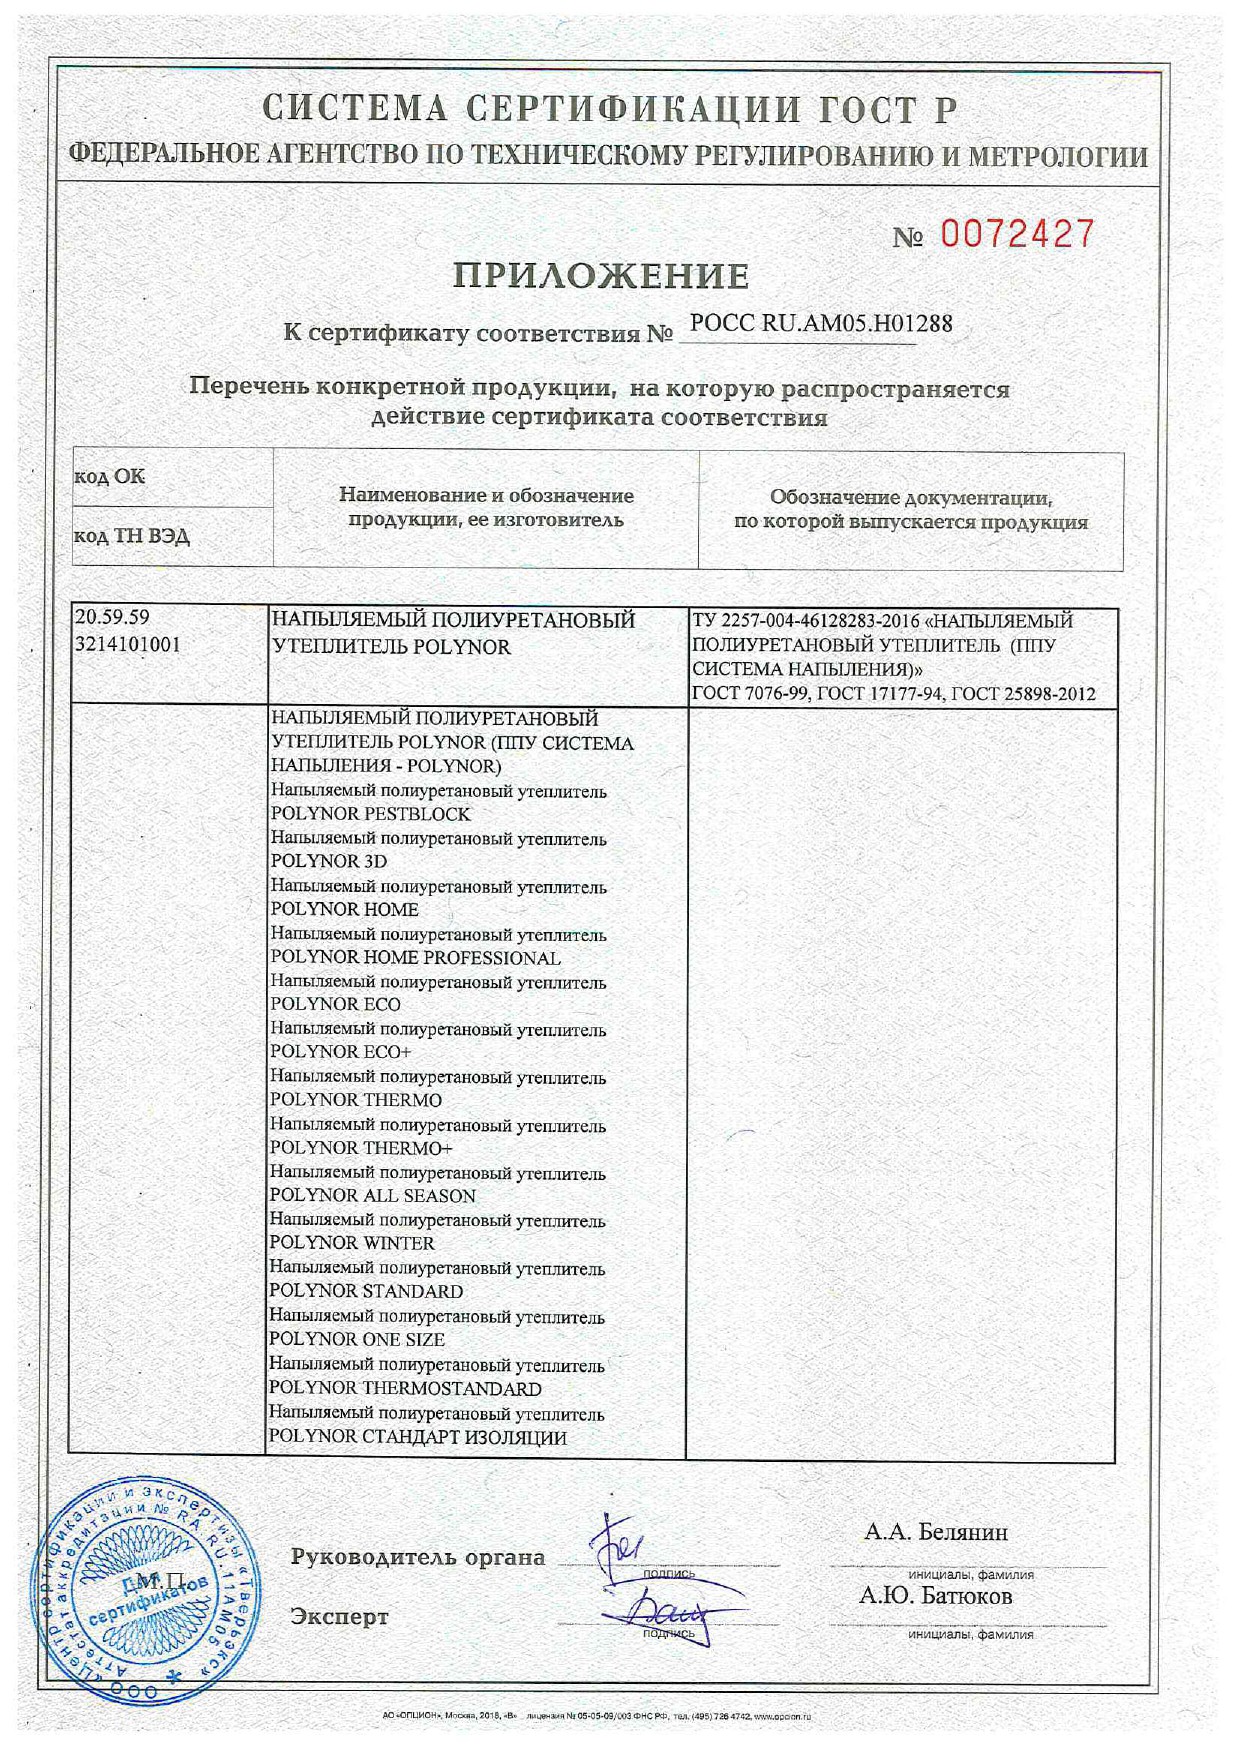 СИСТЕМА СЕРТИФИКАЦИИ ГОСТ Р
ФЕДЕРАЛЬНОЕ АГЕНТСТВО ПО ТЕХНИЧЕСКОМУ РЕГУЛИРОВАНИЮ И МЕТРОЛОГИИ
№ 0072427
ПРИЛОЖЕНИЕ
К сертификату соответствия № РОСС RU.АМ05.Н01288
Перечень конкретной продукции, на которую распространяется
действие сертификата соответствия
код ОК
код ТН ВЭД
Наименование и обозначение
продукции, ее изготовитель
Обозначение документации,
по которой выпускается продукция
20.59.59
3214101001
НАПЫЛЯЕМЫЙ ПОЛИУРЕТАНОВЫЙ
УТЕПЛИТЕЛЬ POLYNOR
ТУ 2257-004-46128283-2016 «НАПЫЛЯЕМЫЙ
ПОЛИУРЕТАНОВЫЙ УТЕПЛИТЕЛЬ (ППУ
СИСТЕМА НАПЫЛЕНИЯ)»
ГОСТ 7076-99, ГОСТ 17177-94, ГОСТ 25898-2012
НАПЫЛЯЕМЫЙ ПОЛИУРЕТАНОВЫЙ
УТЕПЛИТЕЛЬ POLYNOR (ППУ СИСТЕМА
НАПЫЛЕНИЯ - POLYNOR)
Напыляемый полиуретановый утеплитель
POLYNOR PESTBLOCK
Напыляемый полиуретановый утеплитель
POLYNOR 3D
Напыляемый полиуретановый утеплитель
POLYNOR HOME
Напыляемый полиуретановый утеплитель
POLYNOR HOME PROFESSIONAL
Напыляемый полиуретановый утеплитель
POLYNOR ECO
Напыляемый полиуретановый утеплитель
POLYNOR ECO+
Напыляемый полиуретановый утеплитель
POLYNOR THERMO
Напыляемый полиуретановый утеплитель
POLYNOR THERMO+
Напыляемый полиуретановый утеплитель
POLYNOR ALL SEASON
Напыляемый полиуретановый утеплитель
POLYNOR WINTER
Напыляемый полиуретановый утеплитель
POLYNOR STANDARD
Напыляемый полиуретановый утеплитель
POLYNOR ONE SIZE
Напыляемый полиуретановый утеплитель
POLYNOR THERMOSTANDARD
Напыляемый полиуретановый утеплитель
POLYNOR СТАНДАРТ ИЗОЛЯЦИИ
ООО «Центр сертификации и экспертизы «Тверьэкс»
Аттестат аккредитации № RA.RU.11АМ05
Для
сертификатов
М.П.
Руководитель органа
подпись
А.А. Белянин
инициалы, фамилия
Эксперт
подпись
А.Ю. Батюков
инициалы, фамилия
АО «ОПЦИОН», Москва, 2018, «В» лицензия № 05-05-09/003 ФНС РФ, тел. (495) 726 4742, www.opcion.ru